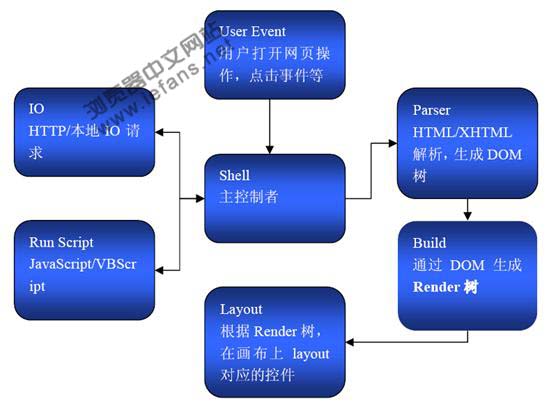 User Event
用户打开网页操
作，点击事件等
浏览器中文网站
www.iefans.net
IO
HTTP/本地 IO 请
求
Parser
HTML/XHTML
解析，生成 DOM
树
Shell
主控制者
Run Script
JavaScript/VBScr
ipt
Build
通过 DOM 生成
Render 树
Layout
根据 Render 树，
在画布上 layout
对应的控件